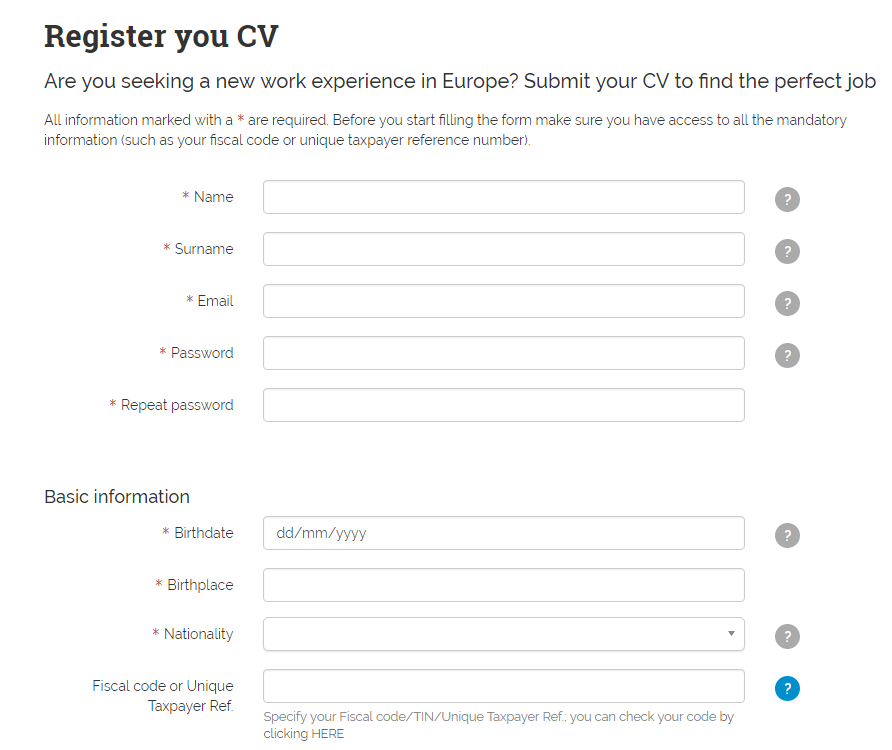 Register you CV
Are you seeking a new work experience in Europe? Submit your CV to find the perfect job
All information marked with a * are required. Before you start filling the form make sure you have access to all the mandatory
information (such as your fiscal code or unique taxpayer reference number).
* Name ?
* Surname ?
* Email ?
* Password ?
* Repeat password
Basic information
* Birthdate dd/mm/yyyy ?
* Birthplace
* Nationality ?
Fiscal code or Unique ?
Taxpayer Ref.
Specify your Fiscal code/TIN/Unique Taxpayer Ref.; you can check your code by
clicking HERE